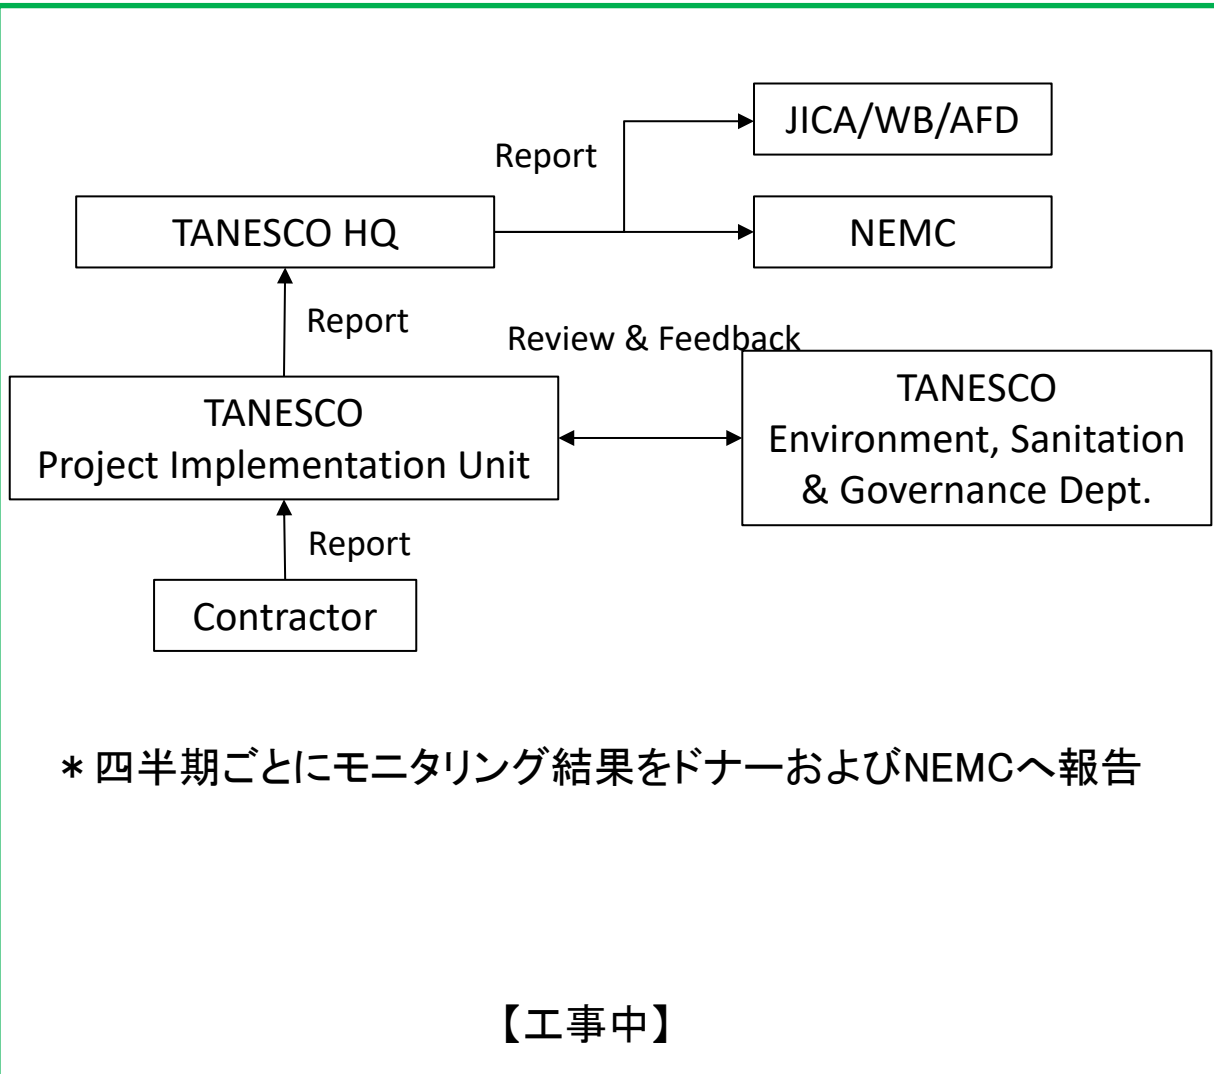 JICA/WB/AFD
Report
TANESCO HQ
NEMC
Report
Review & Feedback
TANESCO
Project Implementation Unit
TANESCO
Environment, Sanitation
& Governance Dept.
Report
Contractor
＊四半期ごとにモニタリング結果をドナーおよびNEMCへ報告
【工事中】